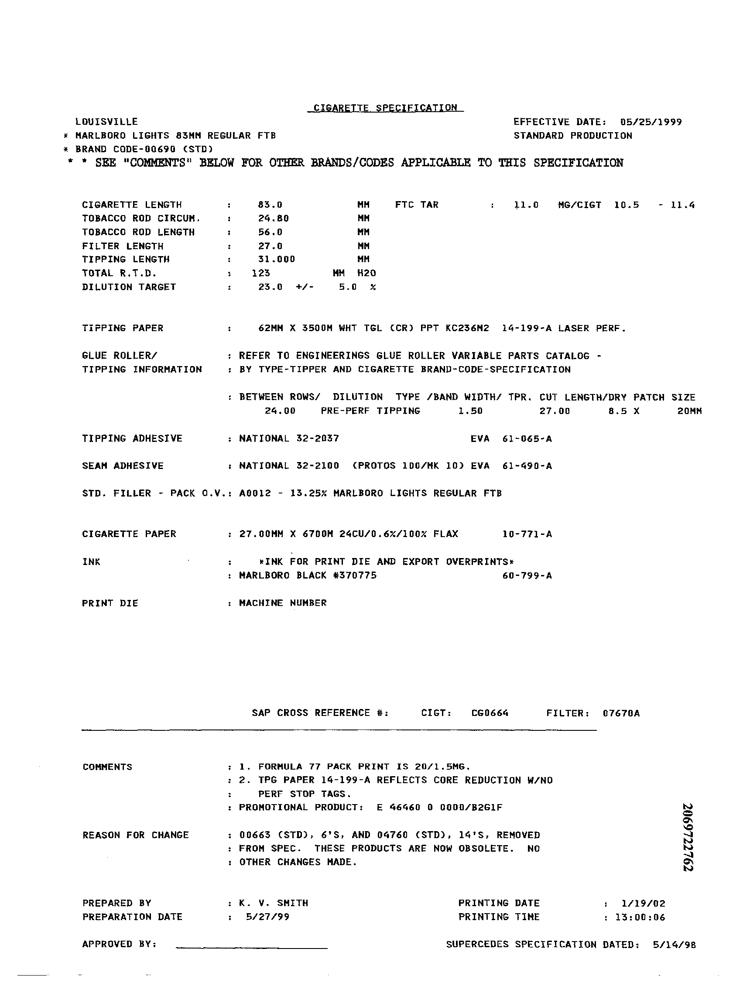 CIGARETTE SPECIFICATION
LOUISVILLE EFFECTIVE DATE: 05/25/1999
* MARLBORO LIGHTS 83MM REGULAR FTB STANDARD PRODUCTION
* BRAND CODE-00690 (STD)
* * SEE "COMMENTS" BELOW FOR OTHER BRANDS/CODES APPLICABLE TO THIS SPECIFICATION
CIGARETTE LENGTH : 83.0 MM FTC TAR : 11.0 MG/CIGT 10.5 - 11.4
TOBACCO ROD CIRCUM. : 24.80 MM
TOBACCO ROD LENGTH : 56.0 MM
FILTER LENGTH : 27.0 MM
TIPPING LENGTH : 31.000 MM
TOTAL R.T.D. : 123 MM H2O
DILUTION TARGET : 23.0 +/- 5.0 %
TIPPING PAPER : 62MM X 3500M WHT TGL (CR) PPT KC236M2 14-199-A LASER PERF.
GLUE ROLLER/ : REFER TO ENGINEERINGS GLUE ROLLER VARIABLE PARTS CATALOG -
TIPPING INFORMATION : BY TYPE-TIPPER AND CIGARETTE BRAND-CODE-SPECIFICATION
: BETWEEN ROWS/ DILUTION TYPE /BAND WIDTH/ TPR. CUT LENGTH/DRY PATCH SIZE
24.00 PRE-PERF TIPPING 1.50 27.00 8.5 X 20MM
TIPPING ADHESIVE : NATIONAL 32-2037 EVA 61-065-A
SEAM ADHESIVE : NATIONAL 32-2100 (PROTOS 100/MK 10) EVA 61-490-A
STD. FILLER - PACK O.V.: A0012 - 13.25% MARLBORO LIGHTS REGULAR FTB
CIGARETTE PAPER : 27.00MM X 6700M 24CU/0.6%/100% FLAX 10-771-A
INK : *INK FOR PRINT DIE AND EXPORT OVERPRINTS*
: MARLBORO BLACK #370775 60-799-A
PRINT DIE : MACHINE NUMBER
SAP CROSS REFERENCE #: CIGT: CG0664 FILTER: 07670A
COMMENTS : 1. FORMULA 77 PACK PRINT IS 20/1.5MG.
: 2. TPG PAPER 14-199-A REFLECTS CORE REDUCTION W/NO
: PERF STOP TAGS.
: PROMOTIONAL PRODUCT: E 46460 0 0000/B2G1F
REASON FOR CHANGE : 00663 (STD), 6'S, AND 04760 (STD), 14'S, REMOVED
: FROM SPEC. THESE PRODUCTS ARE NOW OBSOLETE. NO
: OTHER CHANGES MADE.
2069722762
PREPARED BY : K. V. SMITH PRINTING DATE : 1/19/02
PREPARATION DATE : 5/27/99 PRINTING TIME : 13:00:06
APPROVED BY: SUPERCEDES SPECIFICATION DATED: 5/14/98